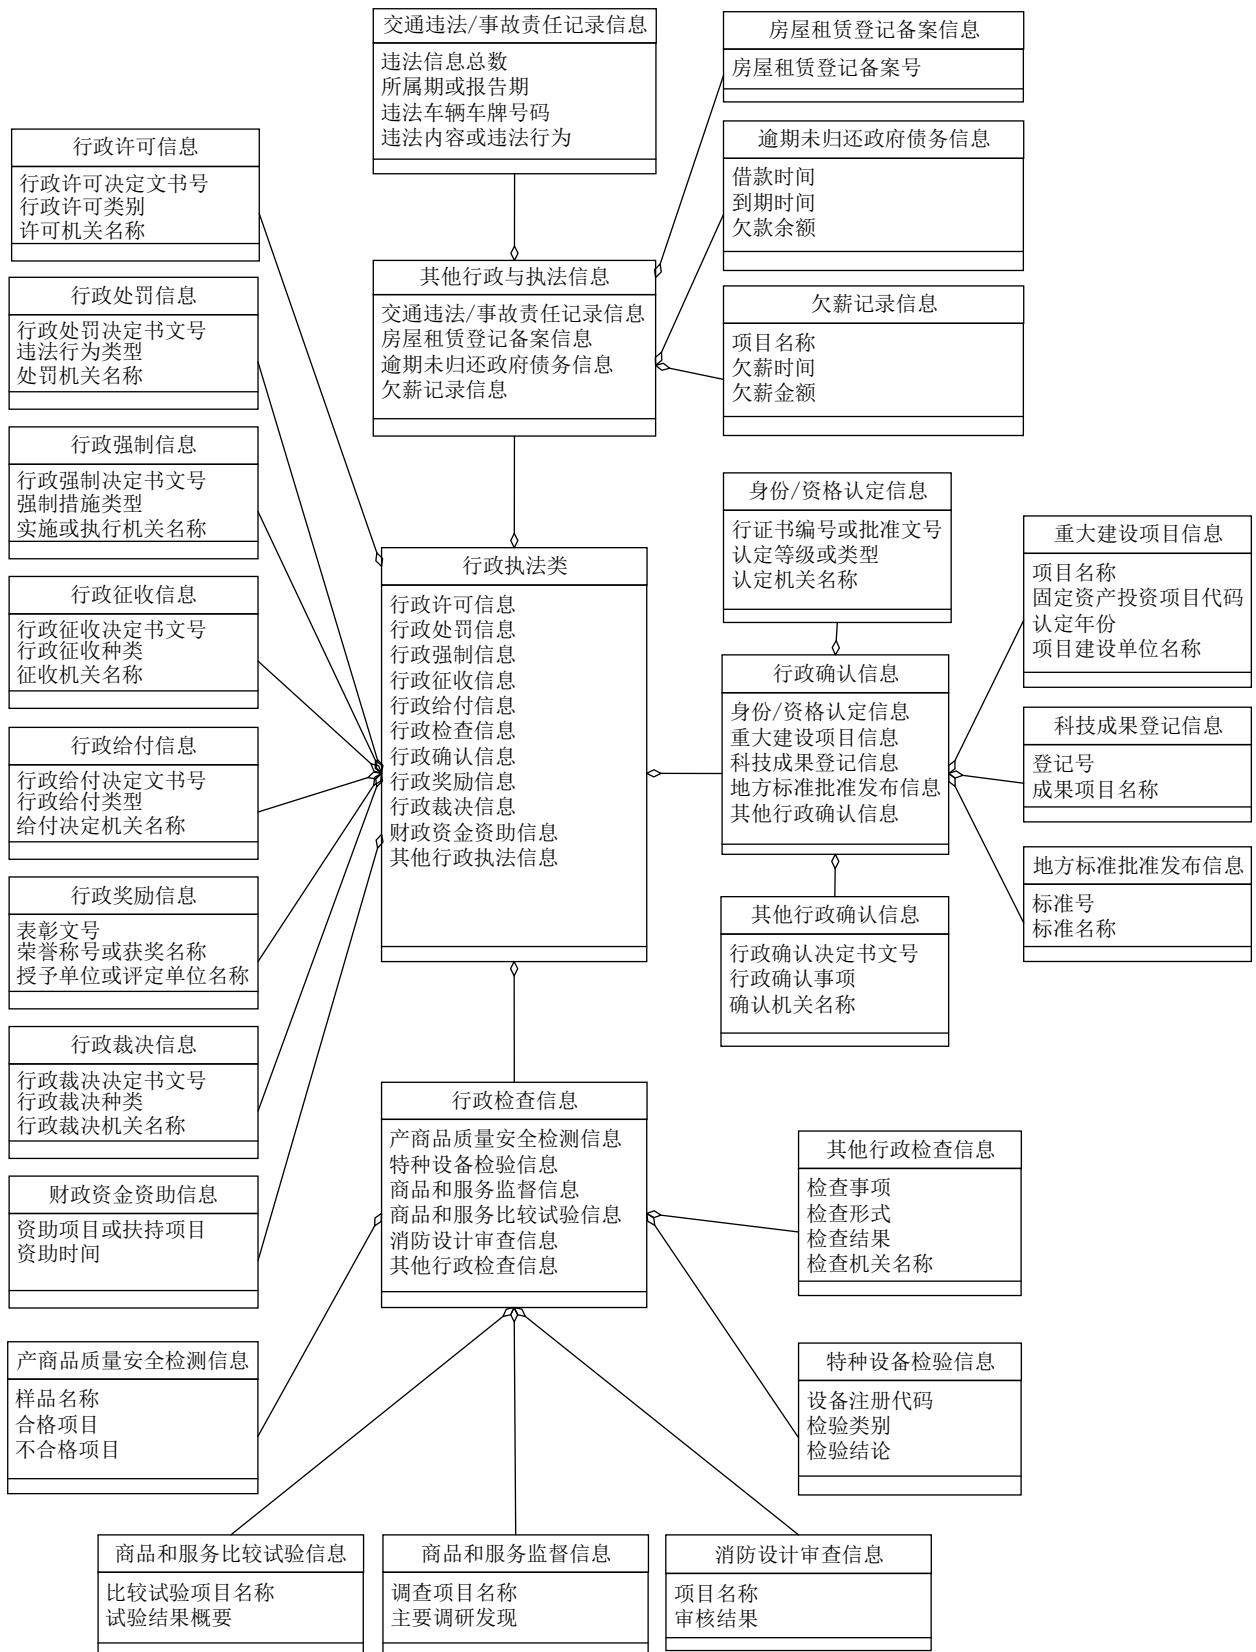 交通违法/事故责任记录信息
违法信息总数
所属期或报告期
违法车辆车牌号码
违法内容或违法行为
房屋租赁登记备案信息
房屋租赁登记备案号
逾期未归还政府债务信息
借款时间
到期时间
欠款余额
行政许可信息
行政许可决定文书号
行政许可类别
许可机关名称
其他行政与执法信息
交通违法/事故责任记录信息
房屋租赁登记备案信息
逾期未归还政府债务信息
欠薪记录信息
欠薪记录信息
项目名称
欠薪时间
欠薪金额
行政处罚信息
行政处罚决定书文号
违法行为类型
处罚机关名称
行政强制信息
行政强制决定书文号
强制措施类型
实施或执行机关名称
身份/资格认定信息
行证书编号或批准文号
认定等级或类型
认定机关名称
重大建设项目信息
项目名称
固定资产投资项目代码
认定年份
项目建设单位名称
行政执法类
行政许可信息
行政处罚信息
行政强制信息
行政征收信息
行政给付信息
行政检查信息
行政确认信息
行政奖励信息
行政裁决信息
财政资金资助信息
其他行政执法信息
行政征收信息
行政征收决定书文号
行政征收种类
征收机关名称
行政确认信息
身份/资格认定信息
重大建设项目信息
科技成果登记信息
地方标准批准发布信息
其他行政确认信息
科技成果登记信息
登记号
成果项目名称
行政给付信息
行政给付决定文书号
行政给付类型
给付决定机关名称
地方标准批准发布信息
标准号
标准名称
行政奖励信息
表彰文号
荣誉称号或获奖名称
授予单位或评定单位名称
其他行政确认信息
行政确认决定书文号
行政确认事项
确认机关名称
行政裁决信息
行政裁决决定书文号
行政裁决种类
行政裁决机关名称
行政检查信息
产商品质量安全检测信息
特种设备检验信息
商品和服务监督信息
商品和服务比较试验信息
消防设计审查信息
其他行政检查信息
其他行政检查信息
检查事项
检查形式
检查结果
检查机关名称
财政资金资助信息
资助项目或扶持项目
资助时间
产商品质量安全检测信息
样品名称
合格项目
不合格项目
特种设备检验信息
设备注册代码
检验类别
检验结论
商品和服务比较试验信息
比较试验项目名称
试验结果概要
商品和服务监督信息
调查项目名称
主要调研发现
消防设计审查信息
项目名称
审核结果